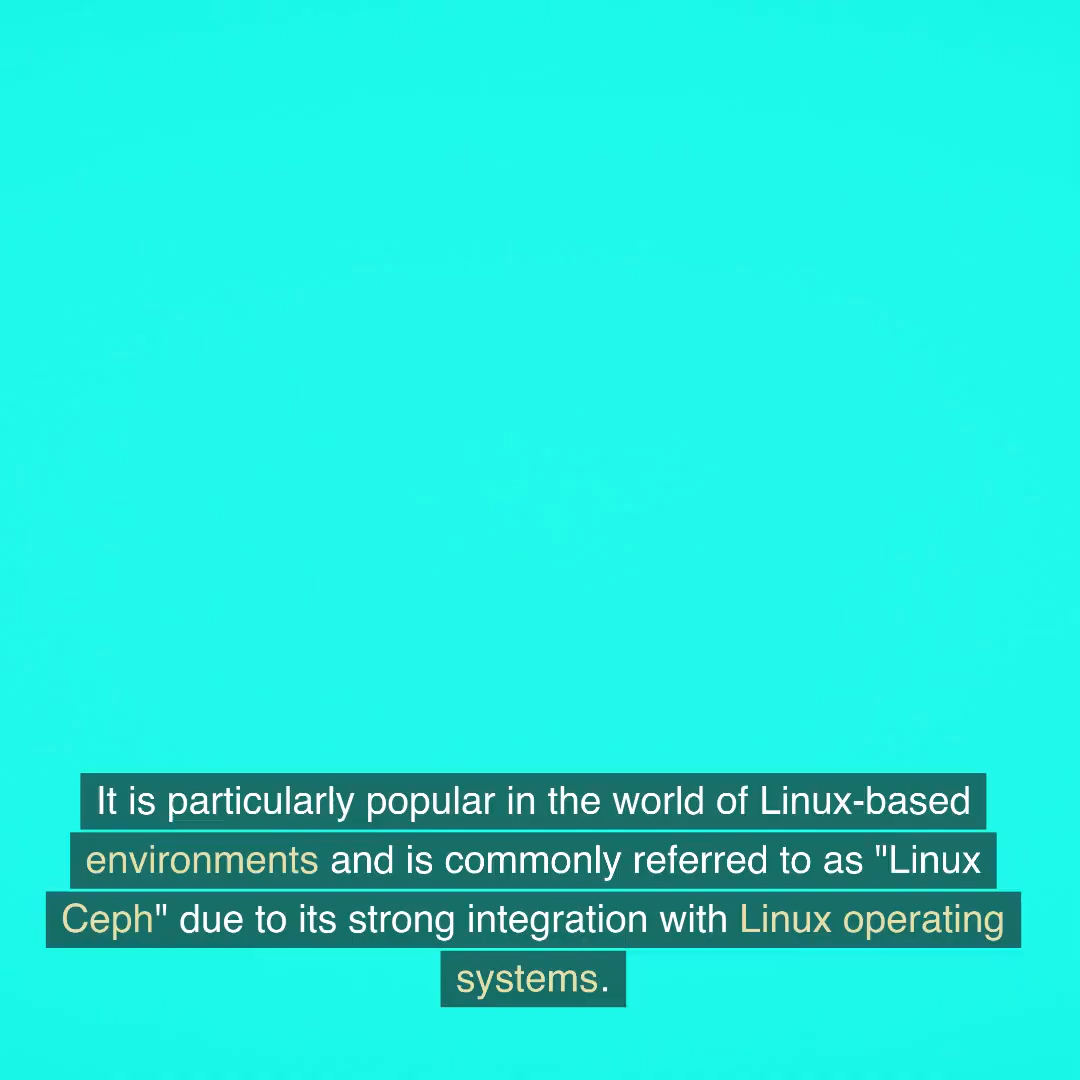 It is particularly popular in the world of Linux-based
environments and is commonly referred to as "Linux
Ceph" due to its strong integration with Linux operating
systems.